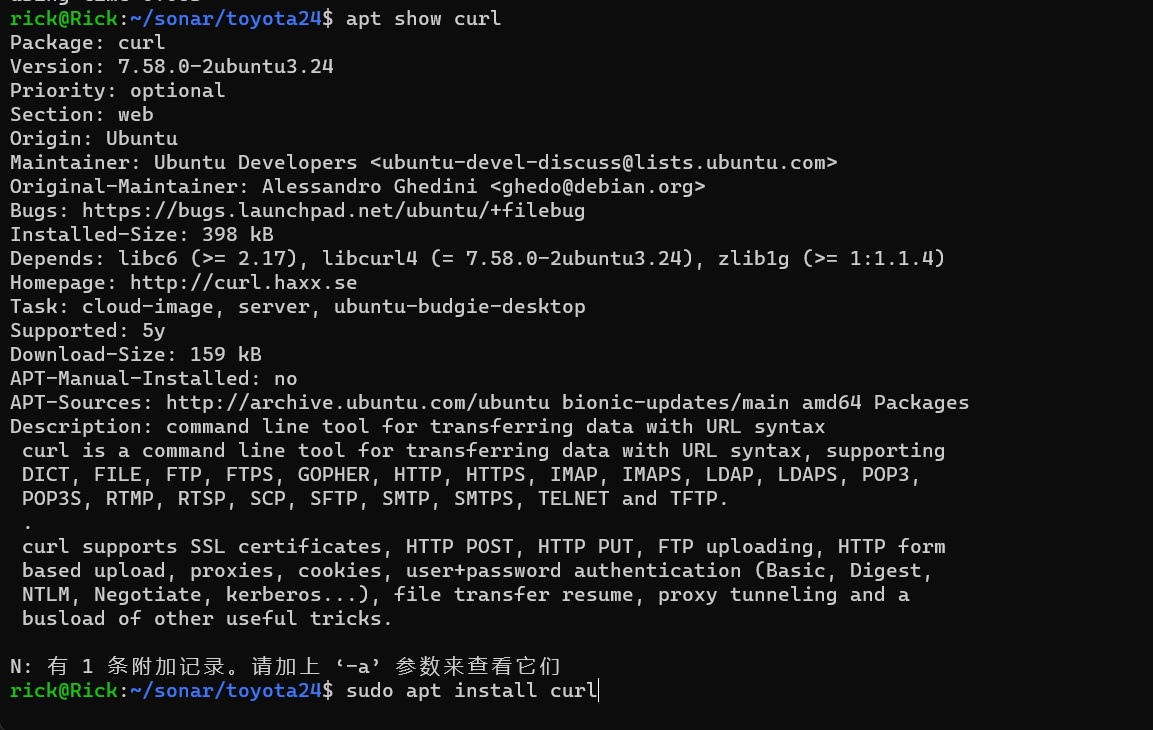 rick@Rick:~/sonar/toyota24$ apt show curl
Package: curl
Version: 7.58.0-2ubuntu3.24
Priority: optional
Section: web
Origin: Ubuntu
Maintainer: Ubuntu Developers <ubuntu-devel-discuss@lists.ubuntu.com>
Original-Maintainer: Alessandro Ghedini <ghedo@debian.org>
Bugs: https://bugs.launchpad.net/ubuntu/+filebug
Installed-Size: 398 kB
Depends: libc6 (>= 2.17), libcurl4 (= 7.58.0-2ubuntu3.24), zlib1g (>= 1:1.1.4)
Homepage: http://curl.haxx.se
Task: cloud-image, server, ubuntu-budgie-desktop
Supported: 5y
Download-Size: 159 kB
APT-Manual-Installed: no
APT-Sources: http://archive.ubuntu.com/ubuntu bionic-updates/main amd64 Packages
Description: command line tool for transferring data with URL syntax
 curl is a command line tool for transferring data with URL syntax, supporting
 DICT, FILE, FTP, FTPS, GOPHER, HTTP, HTTPS, IMAP, IMAPS, LDAP, LDAPS, POP3,
 POP3S, RTMP, RTSP, SCP, SFTP, SMTP, SMTPS, TELNET and TFTP.
 .
 curl supports SSL certificates, HTTP POST, HTTP PUT, FTP uploading, HTTP form
 based upload, proxies, cookies, user+password authentication (Basic, Digest,
 NTLM, Negotiate, kerberos...), file transfer resume, proxy tunneling and a
 busload of other useful tricks.

N: 有 1 条附加记录。请加上 ‘-a’ 参数来查看它们
rick@Rick:~/sonar/toyota24$ sudo apt install curl